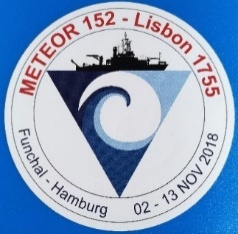 METEOR 152 - Lisbon 1755
Funchal - Hamburg 02 - 13 NOV 2018